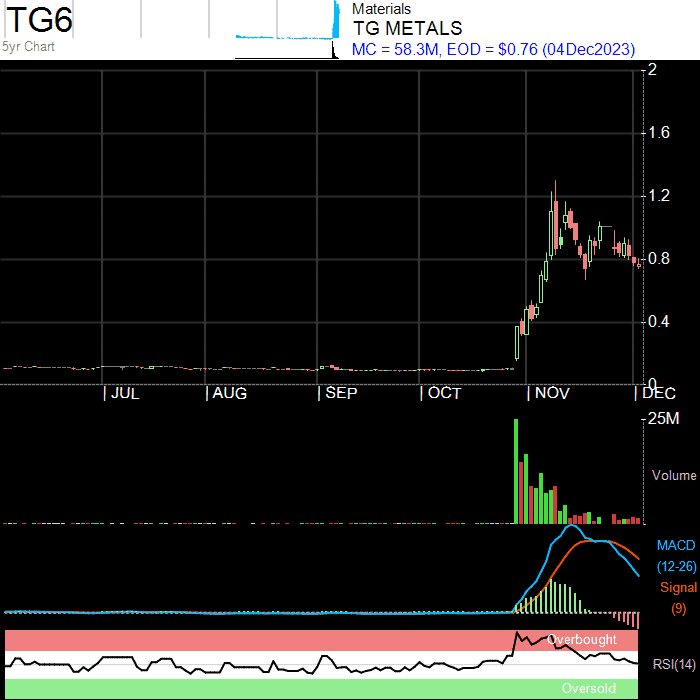 TG6
5yr Chart
Materials
TG METALS
MC = 58.3M, EOD = $0.76 (04Dec2023)
2
1.6
1.2
0.8
0.4
0
JUL AUG SEP OCT NOV DEC
25M
Volume
MACD
(12-26)
Signal
(9)
Overbought
RSI(14)
Oversold